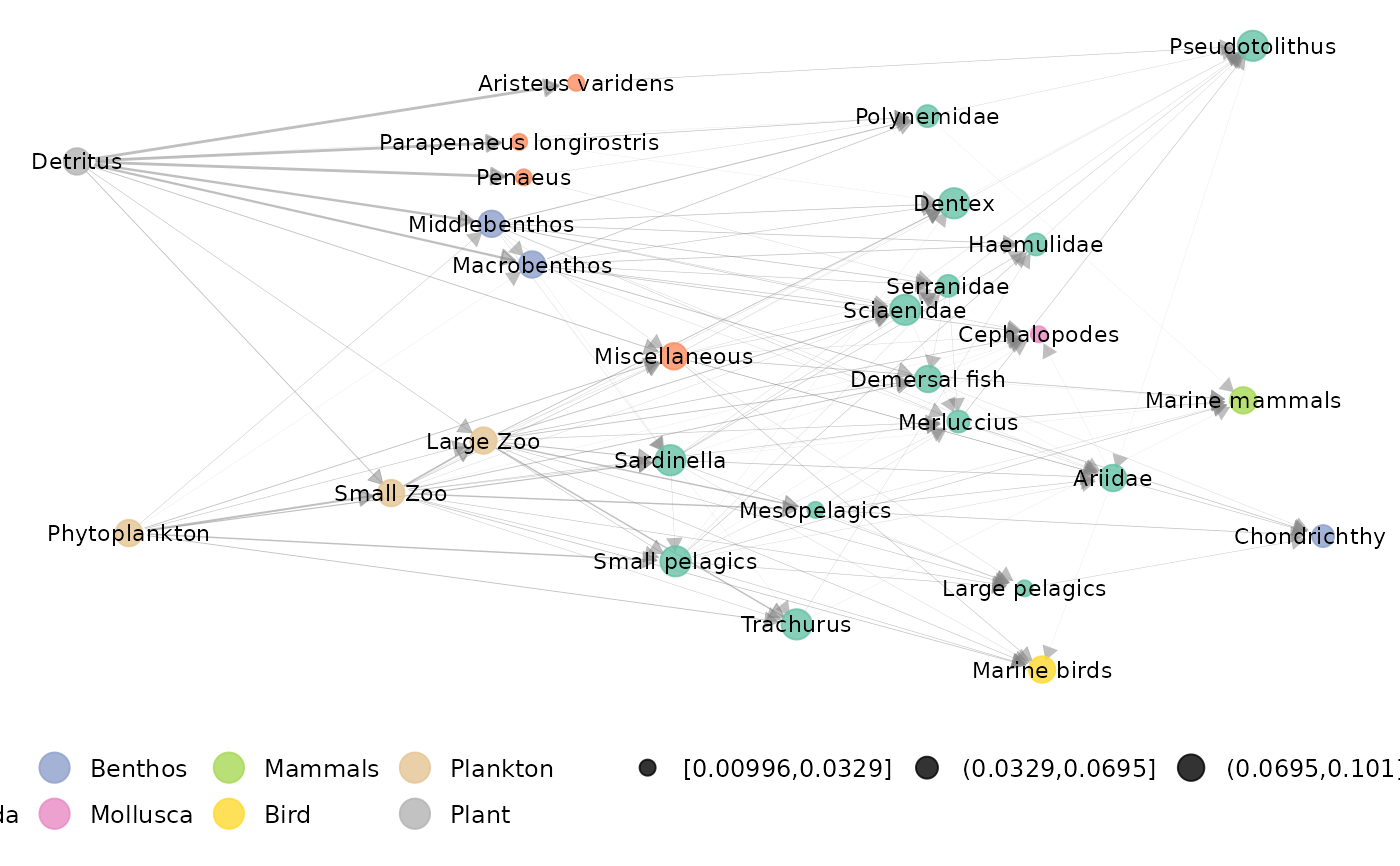 Pseudotolithus
Aristeus varidens
Polynemidae
Parapenaeus longirostris
Detritus
Penaeus
Dentex
Middlebenthos
Haemulidae
Macrobenthos
Serranidae
Sciaenidae
Cephalopodes
Miscellaneous
Demersal fish
Marine mammals
Merluccius
Large Zoo
Sardinella
Ariidae
Small Zoo
Mesopelagics
Phytoplankton
Chondrichthy
Small pelagics
Large pelagics
Trachurus
Marine birds
Benthos Mammals Plankton [0.00996,0.0329] (0.0329,0.0695] (0.0695,0.101]
da Mollusca Bird Plant